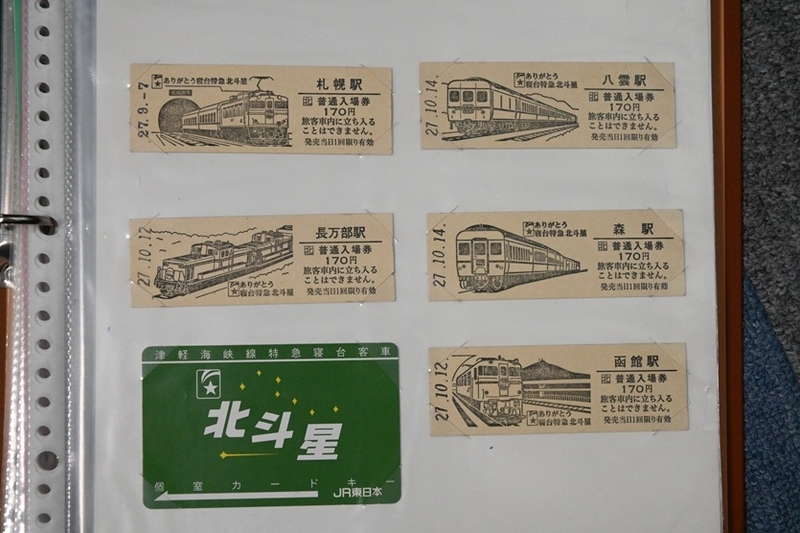 ありがとう寝台特急北斗星
札幌駅
北 普通入場券
170円
旅客車内に立ち入る
ことはできません。
発売当日1回限り有効
27.9.-7
ありがとう
寝台特急北斗星
八雲駅
北 普通入場券
170円
旅客車内に立ち入る
ことはできません。
発売当日1回限り有効
27.10.14.
長万部駅
北 普通入場券
170円
旅客車内に立ち入る
ことはできません。
発売当日1回限り有効
ありがとう
寝台特急北斗星
27.10.12.
ありがとう
寝台特急北斗星
森駅
北 普通入場券
170円
旅客車内に立ち入る
ことはできません。
発売当日1回限り有効
27.10.14.
津軽海峡線特急寝台客車
北斗星
個室カードキー
JR東日本
函館駅
北 普通入場券
170円
旅客車内に立ち入る
ことはできません。
発売当日1回限り有効
ありがとう
寝台特急北斗星
27.10.12.